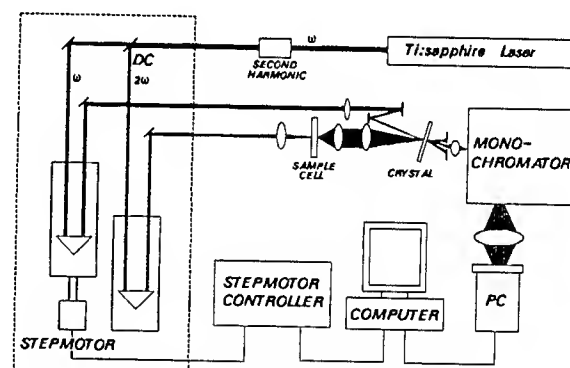 ω
Ti:sapphire Laser
SECOND
HARMONIC
DC
ω
2ω
SAMPLE
CELL
CRYSTAL
MONO-
CHROMATOR
STEPMOTOR
CONTROLLER
COMPUTER
PC
STEPMOTOR